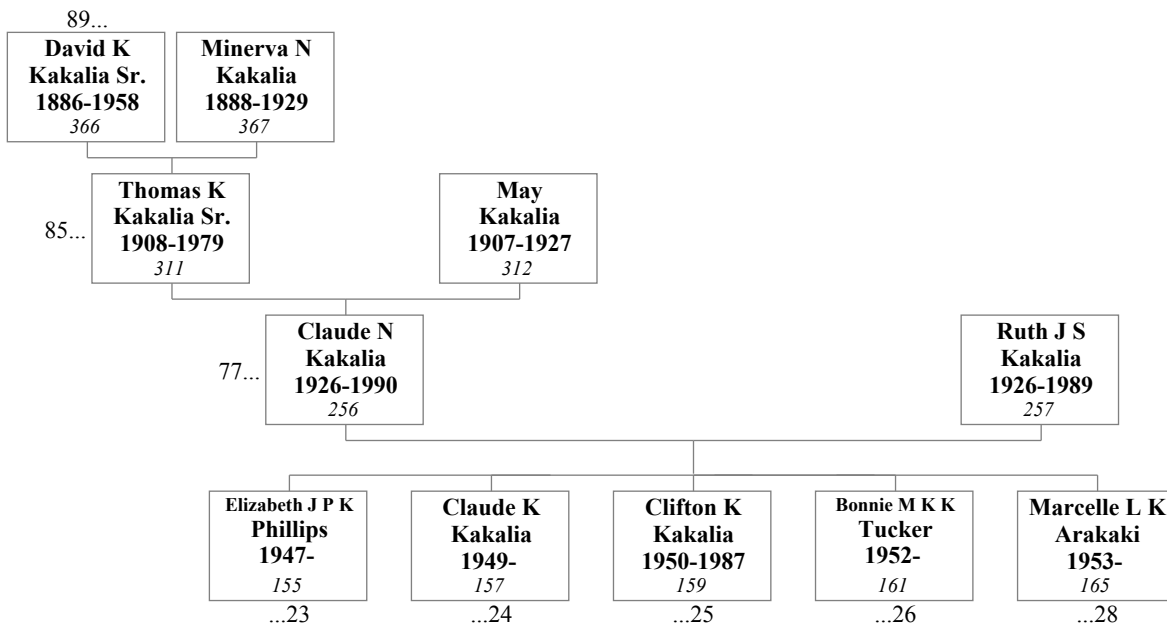 89...
David K
Kakalia Sr.
1886-1958
366
Minerva N
Kakalia
1888-1929
367
85...
Thomas K
Kakalia Sr.
1908-1979
311
May
Kakalia
1907-1927
312
77...
Claude N
Kakalia
1926-1990
256
Ruth J S
Kakalia
1926-1989
257
Elizabeth J P K
Phillips
1947-
155
...23
Claude K
Kakalia
1949-
157
...24
Clifton K
Kakalia
1950-1987
159
...25
Bonnie M K K
Tucker
1952-
161
...26
Marcelle L K
Arakaki
1953-
165
...28